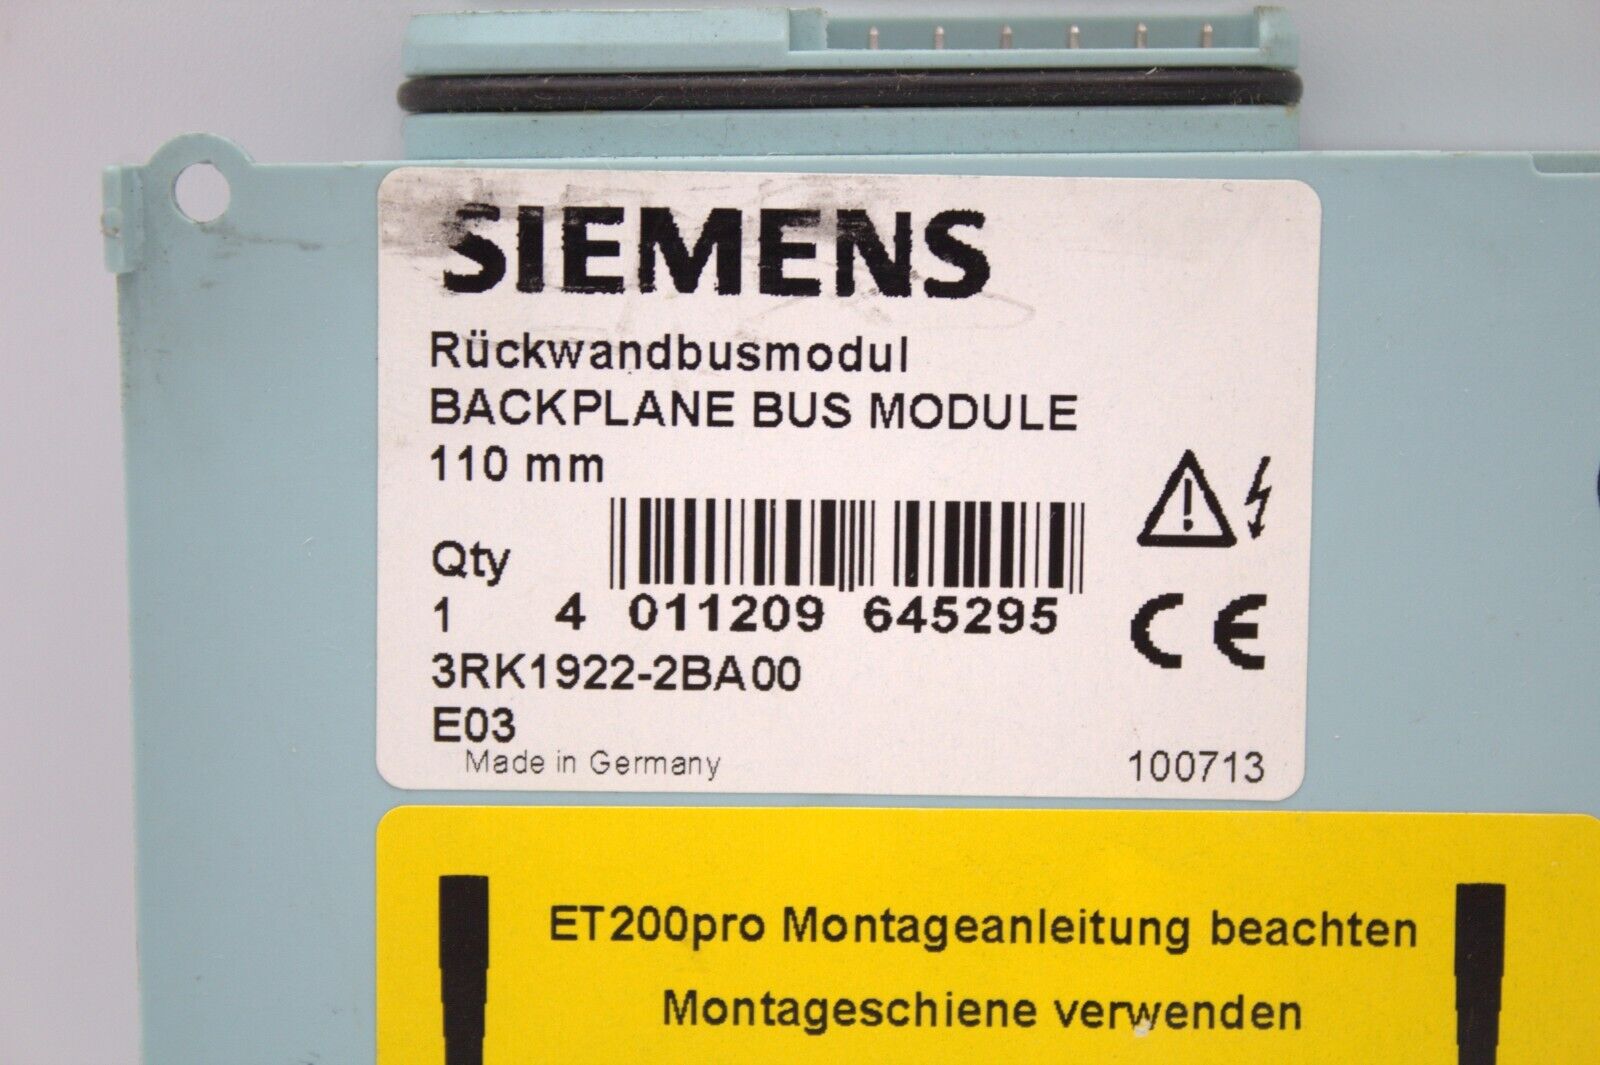 SIEMENS
Rückwandbusmodul
BACKPLANE BUS MODULE
110 mm
Qty
1 4 011209 645295
3RK1922-2BA00
E03
Made in Germany 100713
CE
ET200pro Montageanleitung beachten
Montageschiene verwenden